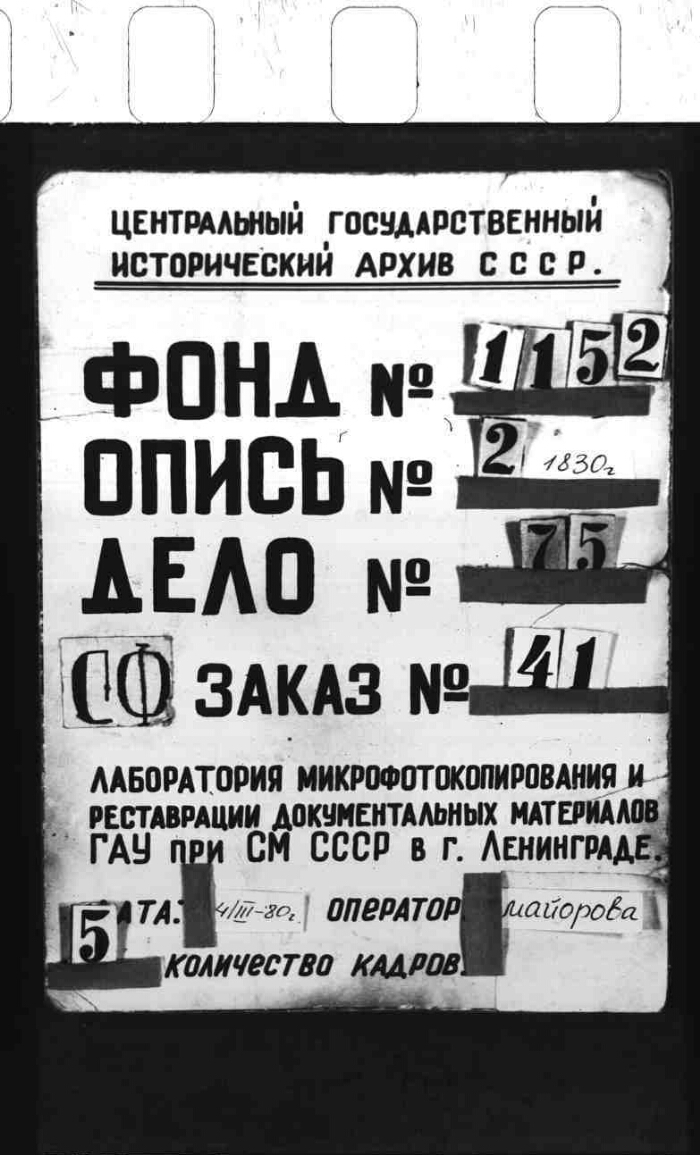 ЦЕНТРАЛЬНЫЙ ГОСУДАРСТВЕННЫЙ
ИСТОРИЧЕСКИЙ АРХИВ СССР.
ФОНД № 1152
ОПИСЬ № 2 1830г
ДЕЛО № 75
СФ ЗАКАЗ № 41
ЛАБОРАТОРИЯ МИКРОФОТОКОПИРОВАНИЯ И
РЕСТАВРАЦИИ ДОКУМЕНТАЛЬНЫХ МАТЕРИАЛОВ
ГАУ ПРИ СМ СССР В Г. ЛЕНИНГРАДЕ.
АТА: 4/III-80г. ОПЕРАТОР майорова
5 КОЛИЧЕСТВО КАДРОВ.